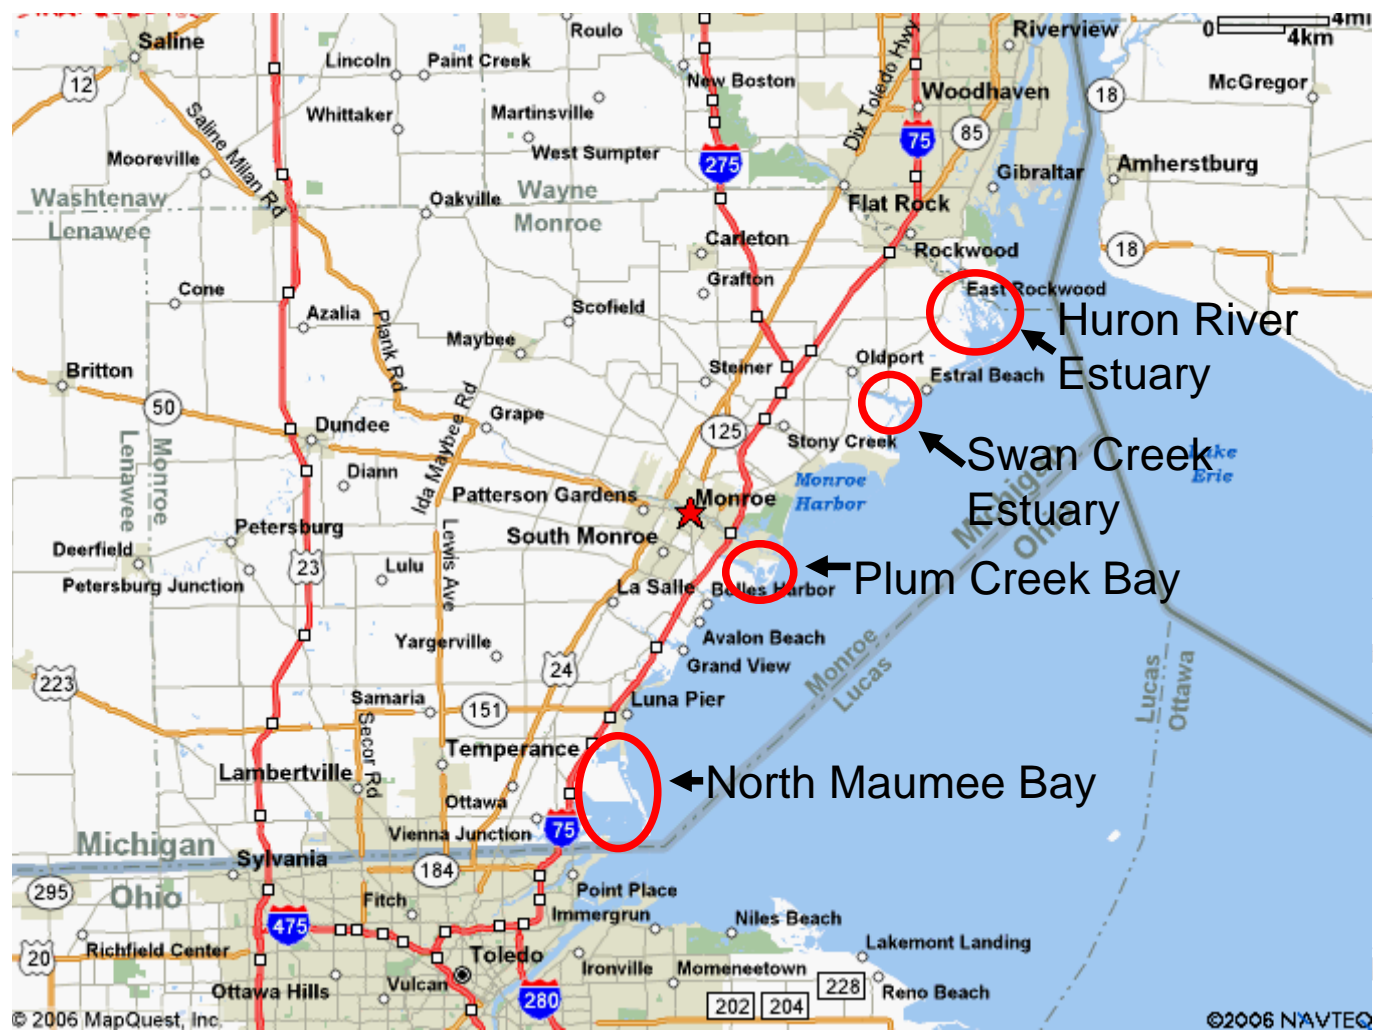 Saline
Roulo
Riverview
0
4mi
4km
12
Lincoln
Paint Creek
New Boston
Dix Toledo Hwy
Woodhaven
18
McGregor
Whittaker
Martinsville
Saline Milan Rd
Mooreville
West Sumpter
275
75
85
Gibraltar
Amherstburg
Washtenaw
Lenawee
Oakville
Wayne
Monroe
Flat Rock
Carleton
Rockwood
18
Cone
Azalia
Plank Rd
Scofield
Grafton
East Rockwood
Huron River
Estuary
Maybee
Steiner
Oldport
Estral Beach
Britton
50
Grape
Ida Maybee Rd
125
Stony Creek
Swan Creek
Estuary
Lake
Erie
Dundee
Lenawee
Monroe
Diann
Patterson Gardens
Monroe
Monroe
Harbor
Michigan
Ohio
Petersburg
South Monroe
Deerfield
Petersburg Junction
23
Lulu
Lewis Ave
La Salle
Bolles Harbor
Plum Creek Bay
Yargerville
24
Avalon Beach
Grand View
Monroe
Lucas
Lucas
Ottawa
223
Samaria
151
Luna Pier
Secor Rd
Temperance
Lambertville
Ottawa
North Maumee Bay
Vienna Junction
75
Michigan
Ohio
Sylvania
184
295
Fitch
Point Place
Immergrun
Niles Beach
475
Richfield Center
20
Toledo
Ironville
Momeneetown
Lakemont Landing
Ottawa Hills
Vulcan
280
202
204
228
Reno Beach
© 2006 MapQuest, Inc.
©2006 NAVTEQ